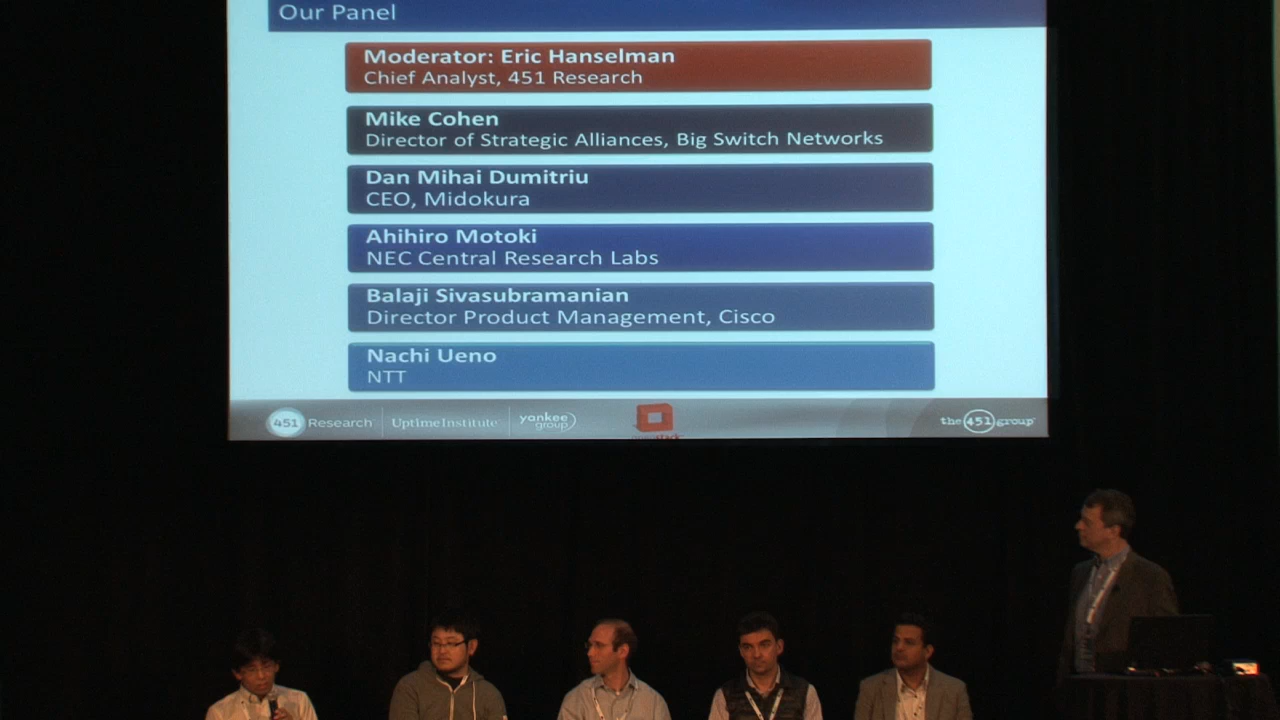 Our Panel
Moderator: Eric Hanselman
Chief Analyst, 451 Research
Mike Cohen
Director of Strategic Alliances, Big Switch Networks
Dan Mihai Dumitriu
CEO, Midokura
Ahihiro Motoki
NEC Central Research Labs
Balaji Sivasubramanian
Director Product Management, Cisco
Nachi Ueno
NTT
451 Research UptimeInstitute yankee group the 451 group